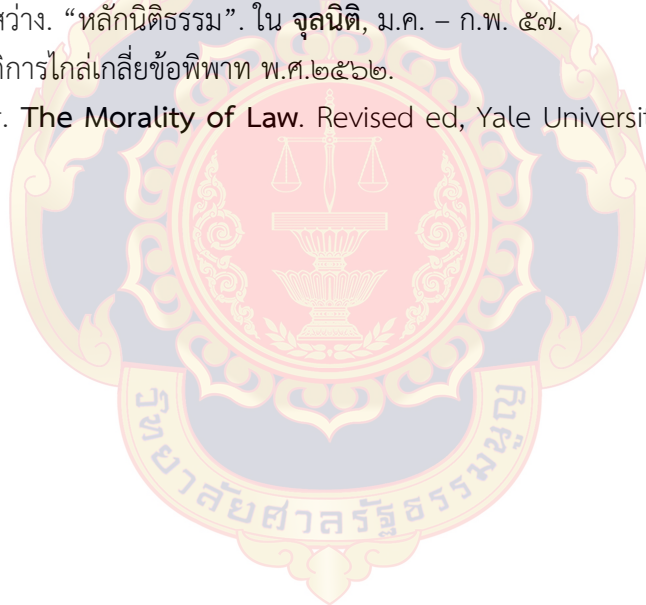 สว่าง. “หลักนิติธรรม”. ใน จุลนิติ, ม.ค. – ก.พ. ๕๗.
ติการไกล่เกลี่ยข้อพิพาท พ.ศ.๒๕๖๒.
. The Morality of Law. Revised ed, Yale Universit
วิทยาลัยศาลรัฐธรรมนูญ